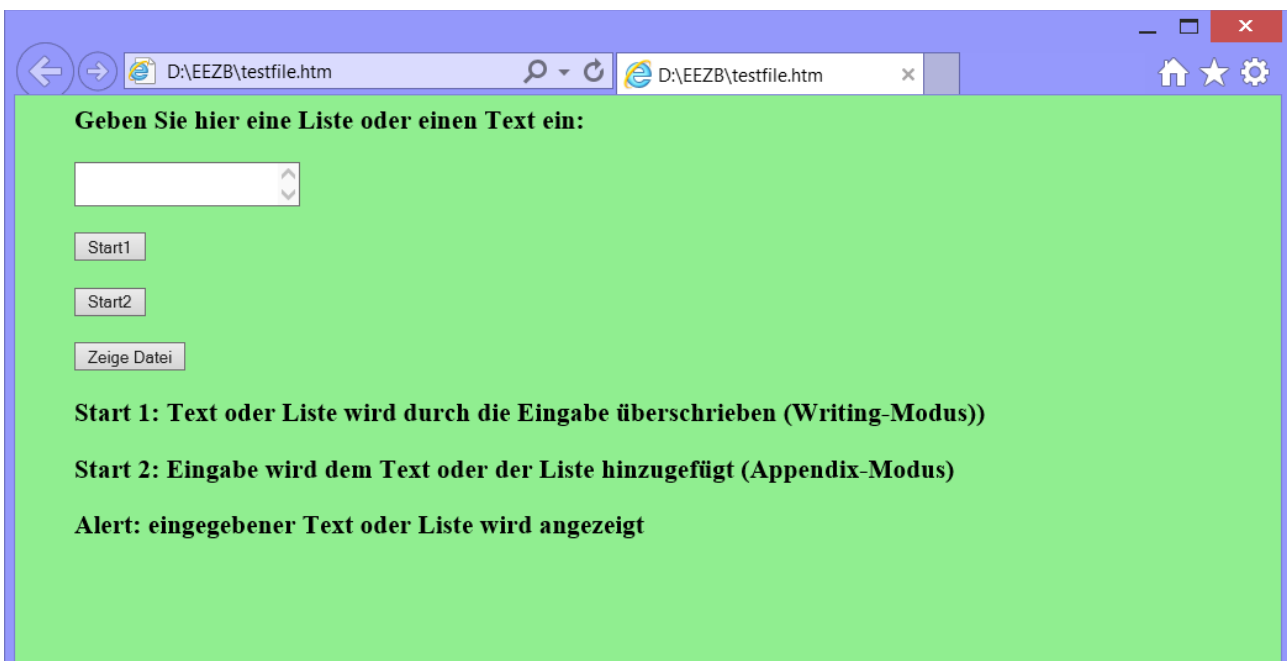 D:\EEZB\testfile.htm
D:\EEZB\testfile.htm
Geben Sie hier eine Liste oder einen Text ein:
Start1
Start2
Zeige Datei
Start 1: Text oder Liste wird durch die Eingabe überschrieben (Writing-Modus))
Start 2: Eingabe wird dem Text oder der Liste hinzugefügt (Appendix-Modus)
Alert: eingegebener Text oder Liste wird angezeigt